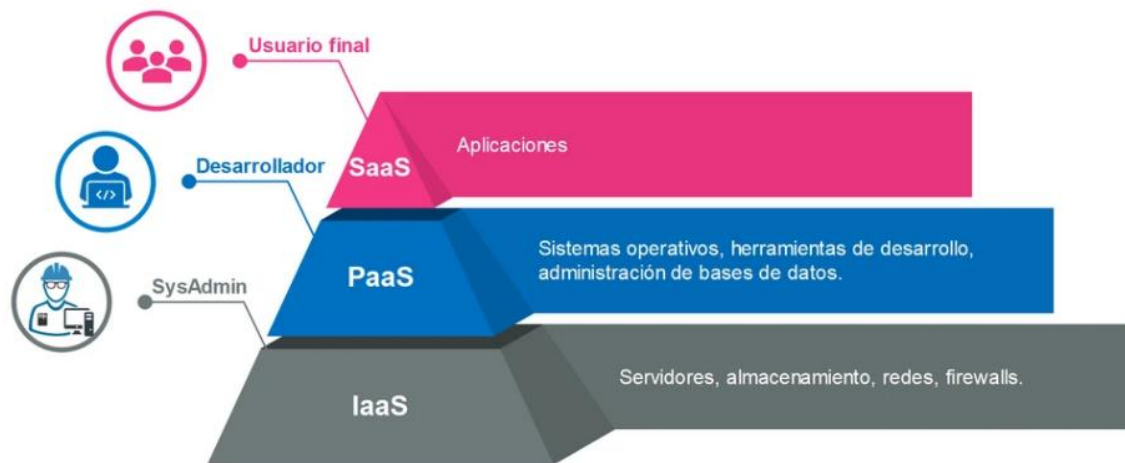 Usuario final
Aplicaciones
SaaS
Desarrollador
Sistemas operativos, herramientas de desarrollo,
administración de bases de datos.
PaaS
SysAdmin
Servidores, almacenamiento, redes, firewalls.
IaaS